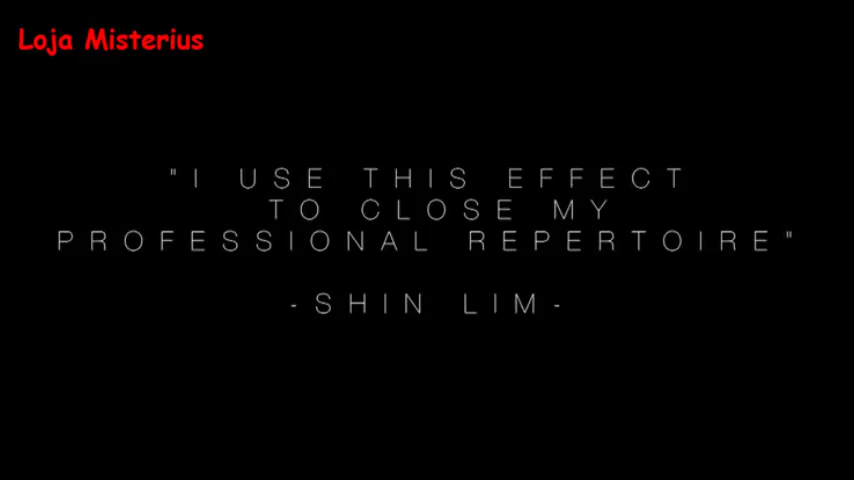 Loja Misterius
"I USE THIS EFFECT
TO CLOSE MY
PROFESSIONAL REPERTOIRE"
-SHIN LIM-